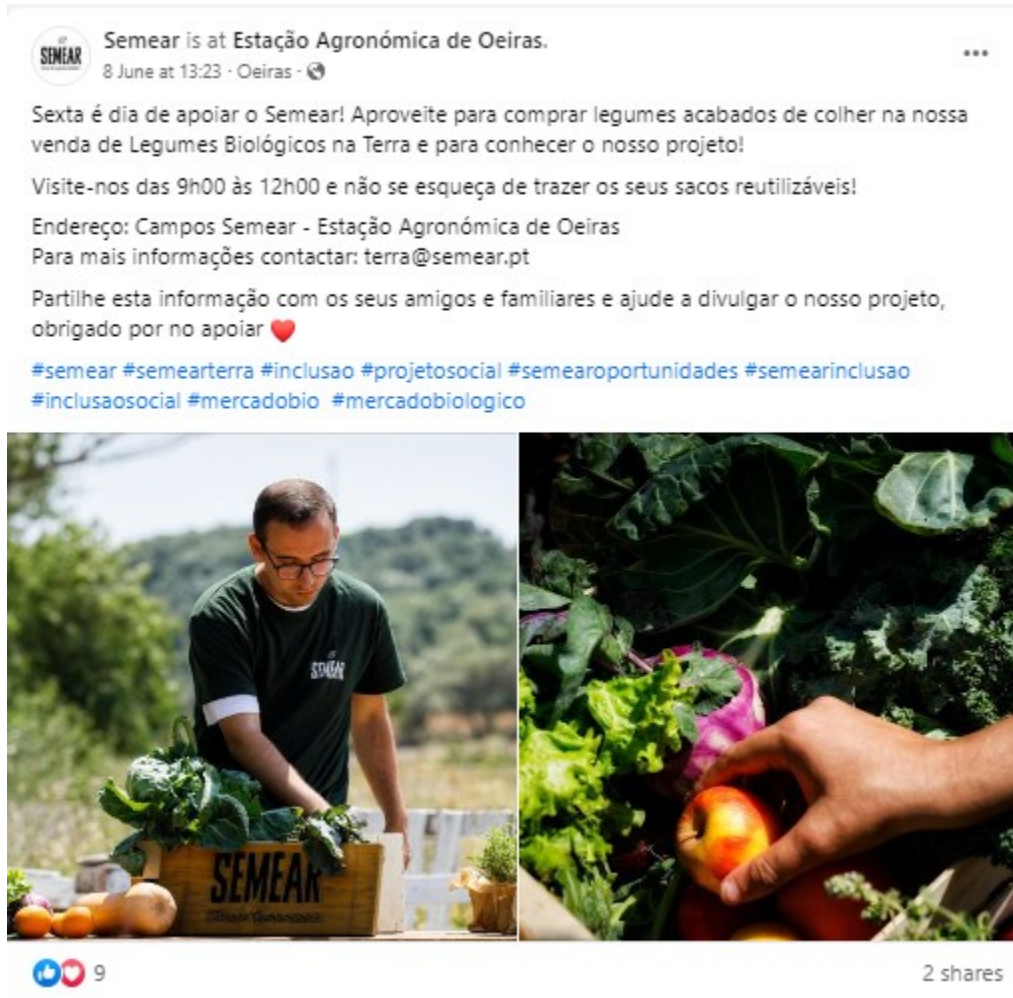 SEMEAR
Semear is at Estação Agronómica de Oeiras.
8 June at 13:23 · Oeiras ·
Sexta é dia de apoiar o Semear! Aproveite para comprar legumes acabados de colher na nossa
venda de Legumes Biológicos na Terra e para conhecer o nosso projeto!
Visite-nos das 9h00 às 12h00 e não se esqueça de trazer os seus sacos reutilizáveis!
Endereço: Campos Semear - Estação Agronómica de Oeiras
Para mais informações contactar: terra@semear.pt
Partilhe esta informação com os seus amigos e familiares e ajude a divulgar o nosso projeto,
obrigado por no apoiar ❤️
#semear #semearterra #inclusao #projetosocial #semearoportunidades #semearinclusao
#inclusaosocial #mercadobio #mercadobiologico
SEMEAR
SEMEAR
9
2 shares